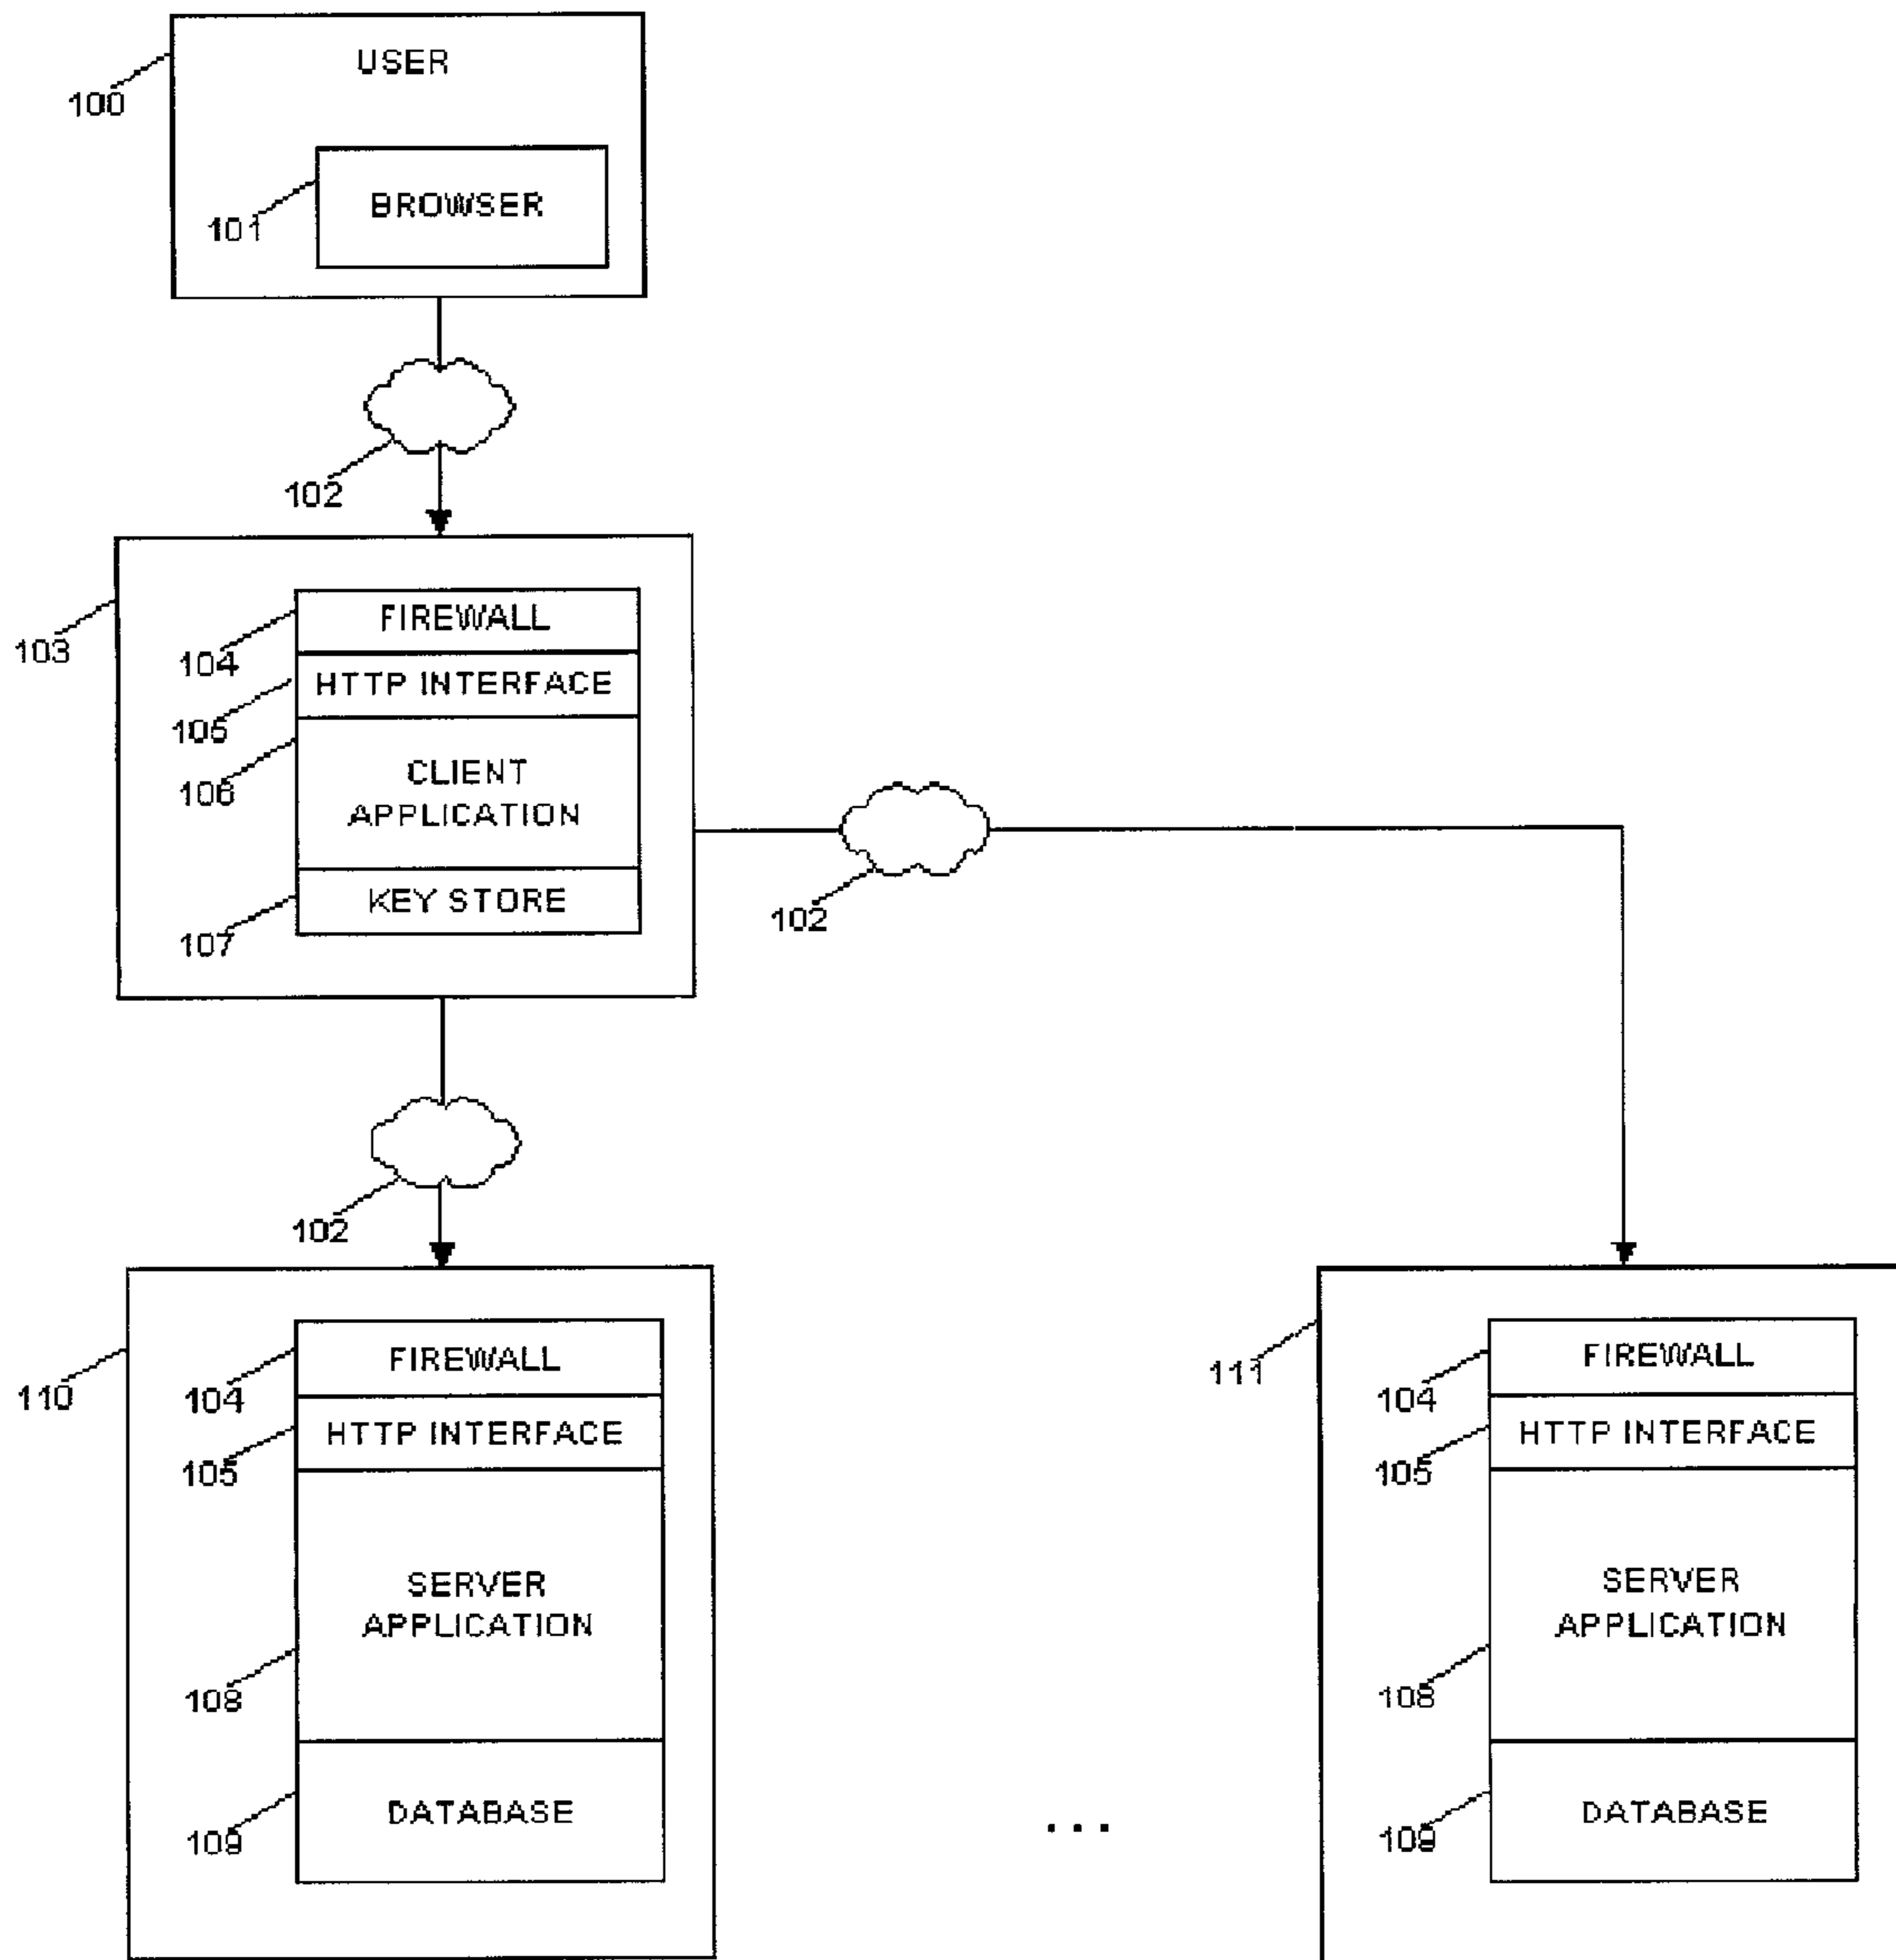 USER
100
BROWSER
101
102
FIREWALL
103
104
HTTP INTERFACE
105
CLIENT
106
APPLICATION
102
KEY STORE
107
102
FIREWALL
FIREWALL
110
104
111
104
HTTP INTERFACE
HTTP INTERFACE
105
105
SERVER
APPLICATION
SERVER
APPLICATION
108
108
DATABASE
DATABASE
...
109
109